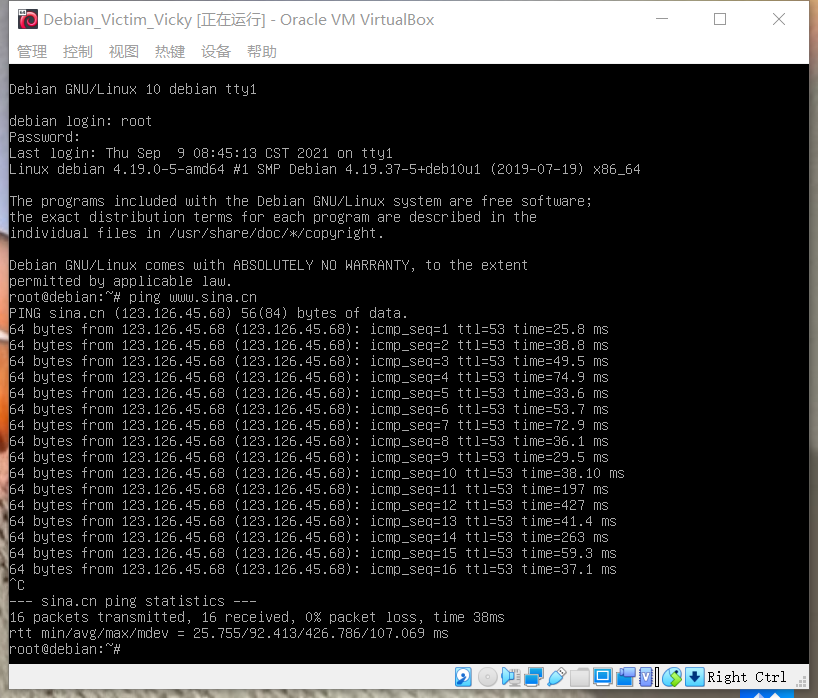 Debian_Victim_Vicky [正在运行] - Oracle VM VirtualBox
管理 控制 视图 热键 设备 帮助
Debian GNU/Linux 10 debian tty1
debian login: root
Password:
Last login: Thu Sep  9 08:45:13 CST 2021 on tty1
Linux debian 4.19.0-5-amd64 #1 SMP Debian 4.19.37-5+deb10u1 (2019-07-19) x86_64
The programs included with the Debian GNU/Linux system are free software;
the exact distribution terms for each program are described in the
individual files in /usr/share/doc/*/copyright.
Debian GNU/Linux comes with ABSOLUTELY NO WARRANTY, to the extent
permitted by applicable law.
root@debian:~# ping www.sina.cn
PING sina.cn (123.126.45.68) 56(84) bytes of data.
64 bytes from 123.126.45.68 (123.126.45.68): icmp_seq=1 ttl=53 time=25.8 ms
64 bytes from 123.126.45.68 (123.126.45.68): icmp_seq=2 ttl=53 time=38.8 ms
64 bytes from 123.126.45.68 (123.126.45.68): icmp_seq=3 ttl=53 time=49.5 ms
64 bytes from 123.126.45.68 (123.126.45.68): icmp_seq=4 ttl=53 time=74.9 ms
64 bytes from 123.126.45.68 (123.126.45.68): icmp_seq=5 ttl=53 time=33.6 ms
64 bytes from 123.126.45.68 (123.126.45.68): icmp_seq=6 ttl=53 time=53.7 ms
64 bytes from 123.126.45.68 (123.126.45.68): icmp_seq=7 ttl=53 time=72.9 ms
64 bytes from 123.126.45.68 (123.126.45.68): icmp_seq=8 ttl=53 time=36.1 ms
64 bytes from 123.126.45.68 (123.126.45.68): icmp_seq=9 ttl=53 time=29.5 ms
64 bytes from 123.126.45.68 (123.126.45.68): icmp_seq=10 ttl=53 time=38.10 ms
64 bytes from 123.126.45.68 (123.126.45.68): icmp_seq=11 ttl=53 time=197 ms
64 bytes from 123.126.45.68 (123.126.45.68): icmp_seq=12 ttl=53 time=427 ms
64 bytes from 123.126.45.68 (123.126.45.68): icmp_seq=13 ttl=53 time=41.4 ms
64 bytes from 123.126.45.68 (123.126.45.68): icmp_seq=14 ttl=53 time=263 ms
64 bytes from 123.126.45.68 (123.126.45.68): icmp_seq=15 ttl=53 time=59.3 ms
64 bytes from 123.126.45.68 (123.126.45.68): icmp_seq=16 ttl=53 time=37.1 ms
^C
--- sina.cn ping statistics ---
16 packets transmitted, 16 received, 0% packet loss, time 38ms
rtt min/avg/max/mdev = 25.755/92.413/426.786/107.069 ms
root@debian:~#
Right Ctrl